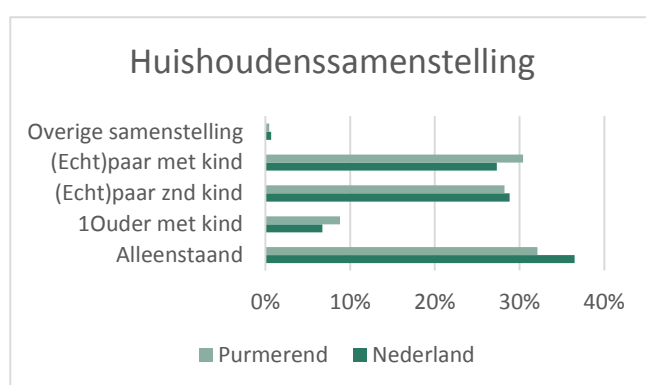 Huishoudenssamenstelling
Overige samenstelling
(Echt)paar met kind
(Echt)paar znd kind
1Ouder met kind
Alleenstaand
0% 10% 20% 30% 40%
Purmerend Nederland